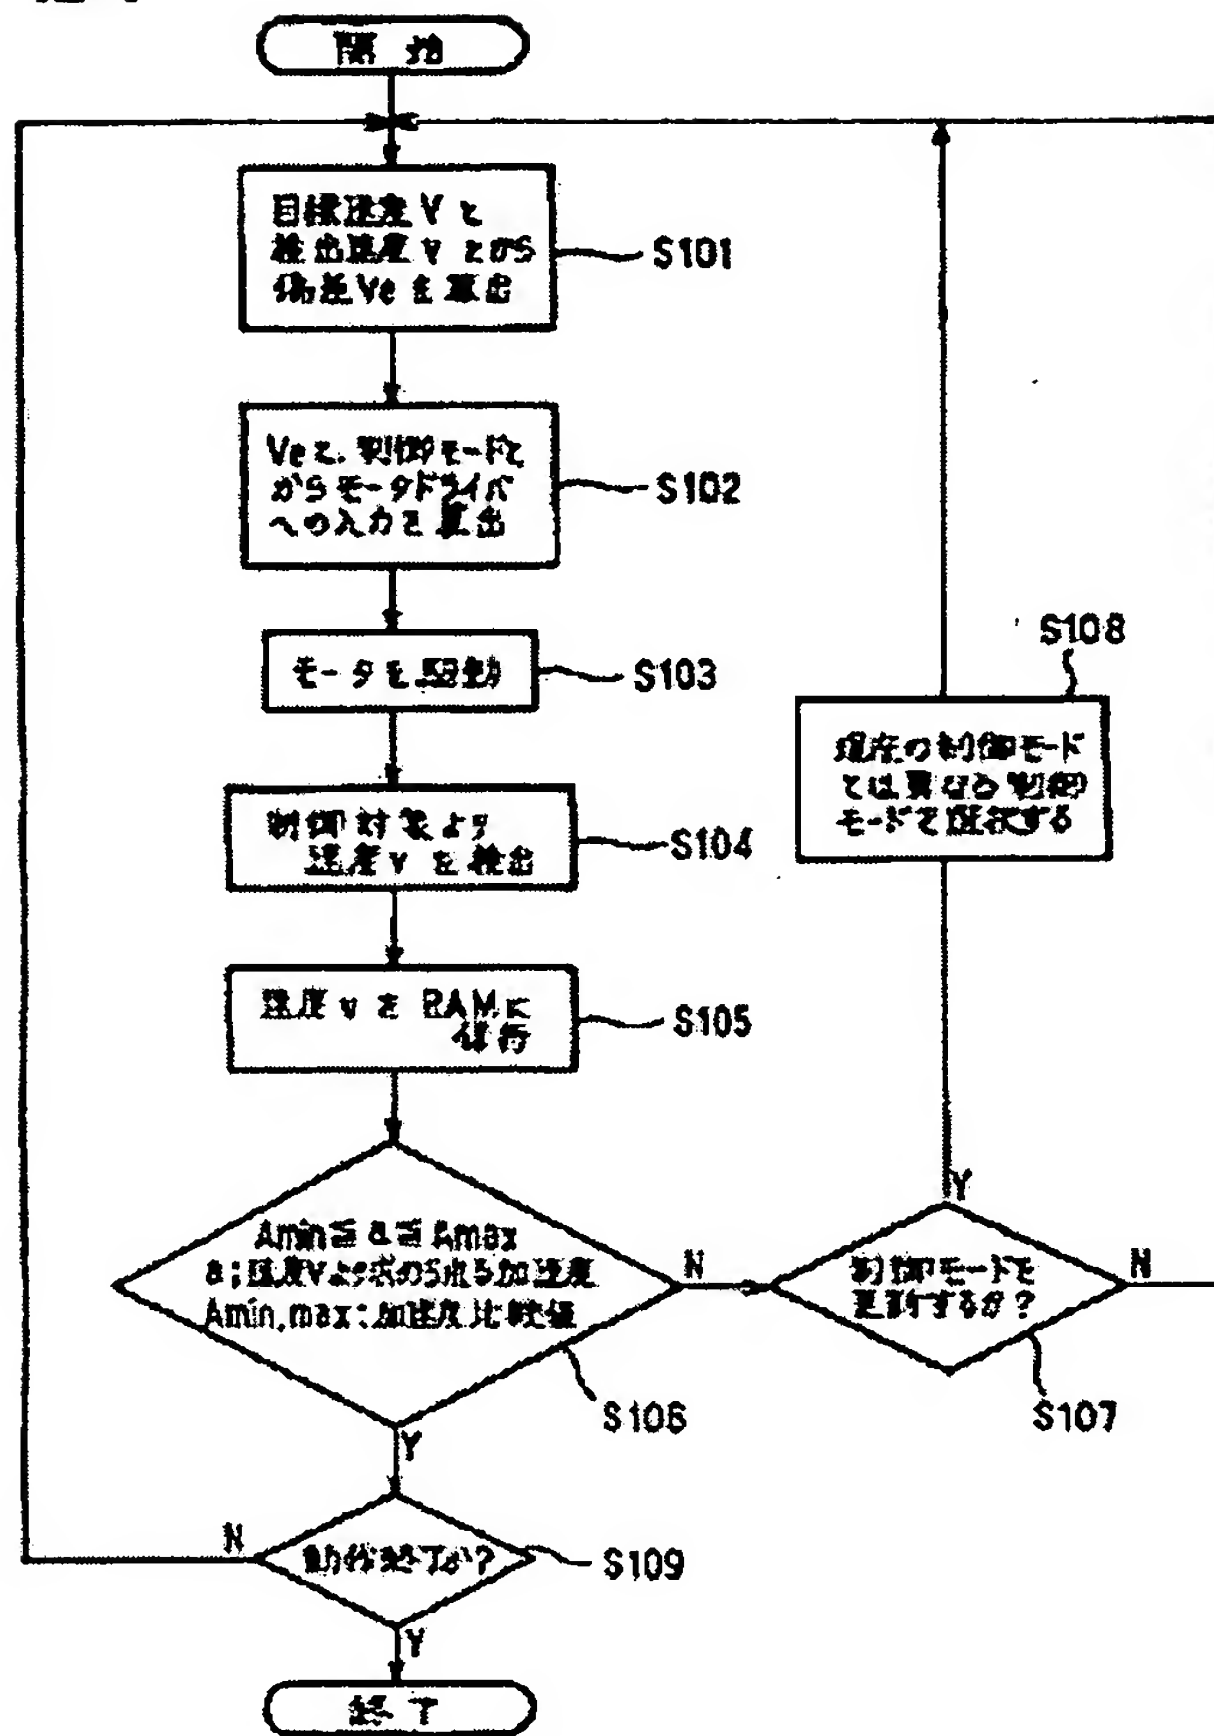 開始
目標速度Vと
検出速度vとから
偏差Veを算出
S101
Veと、制御モードと
からモータドライバ
への入力を算出
S102
モータを駆動
S103
制御対象より
速度vを検出
S104
速度vをRAMに
保存
S105
Amin≦a≦Amax
a;速度Vより求められる加速度
Amin,max;加速度比較値
S106
N
Y
制御モードを
更新するか?
S107
Y
N
現在の制御モード
とは異なる制御
モードを選択する
S108
動作終了か?
S109
N
Y
終了